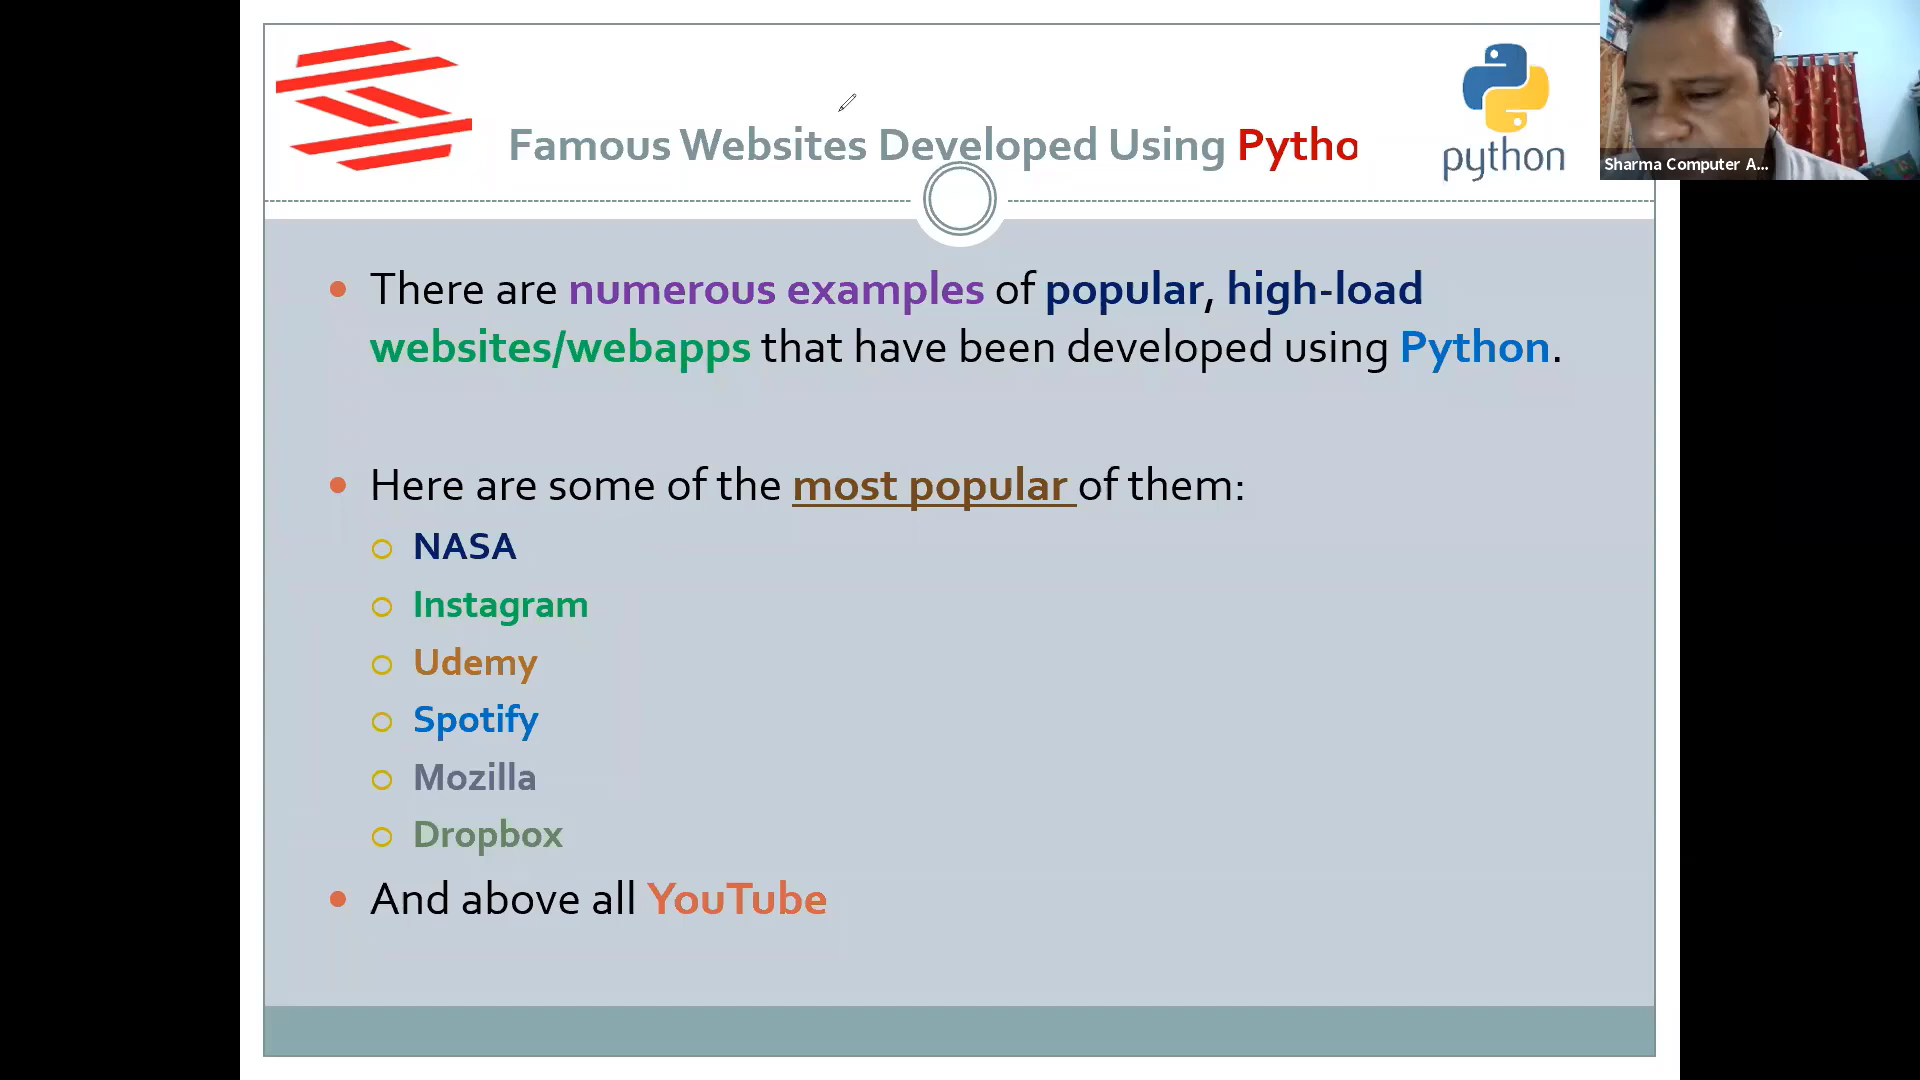 Famous Websites Developed Using Pytho
python
Sharma Computer A...
There are numerous examples of popular, high-load
websites/webapps that have been developed using Python.
Here are some of the most popular of them:
NASA
Instagram
Udemy
Spotify
Mozilla
Dropbox
And above all YouTube